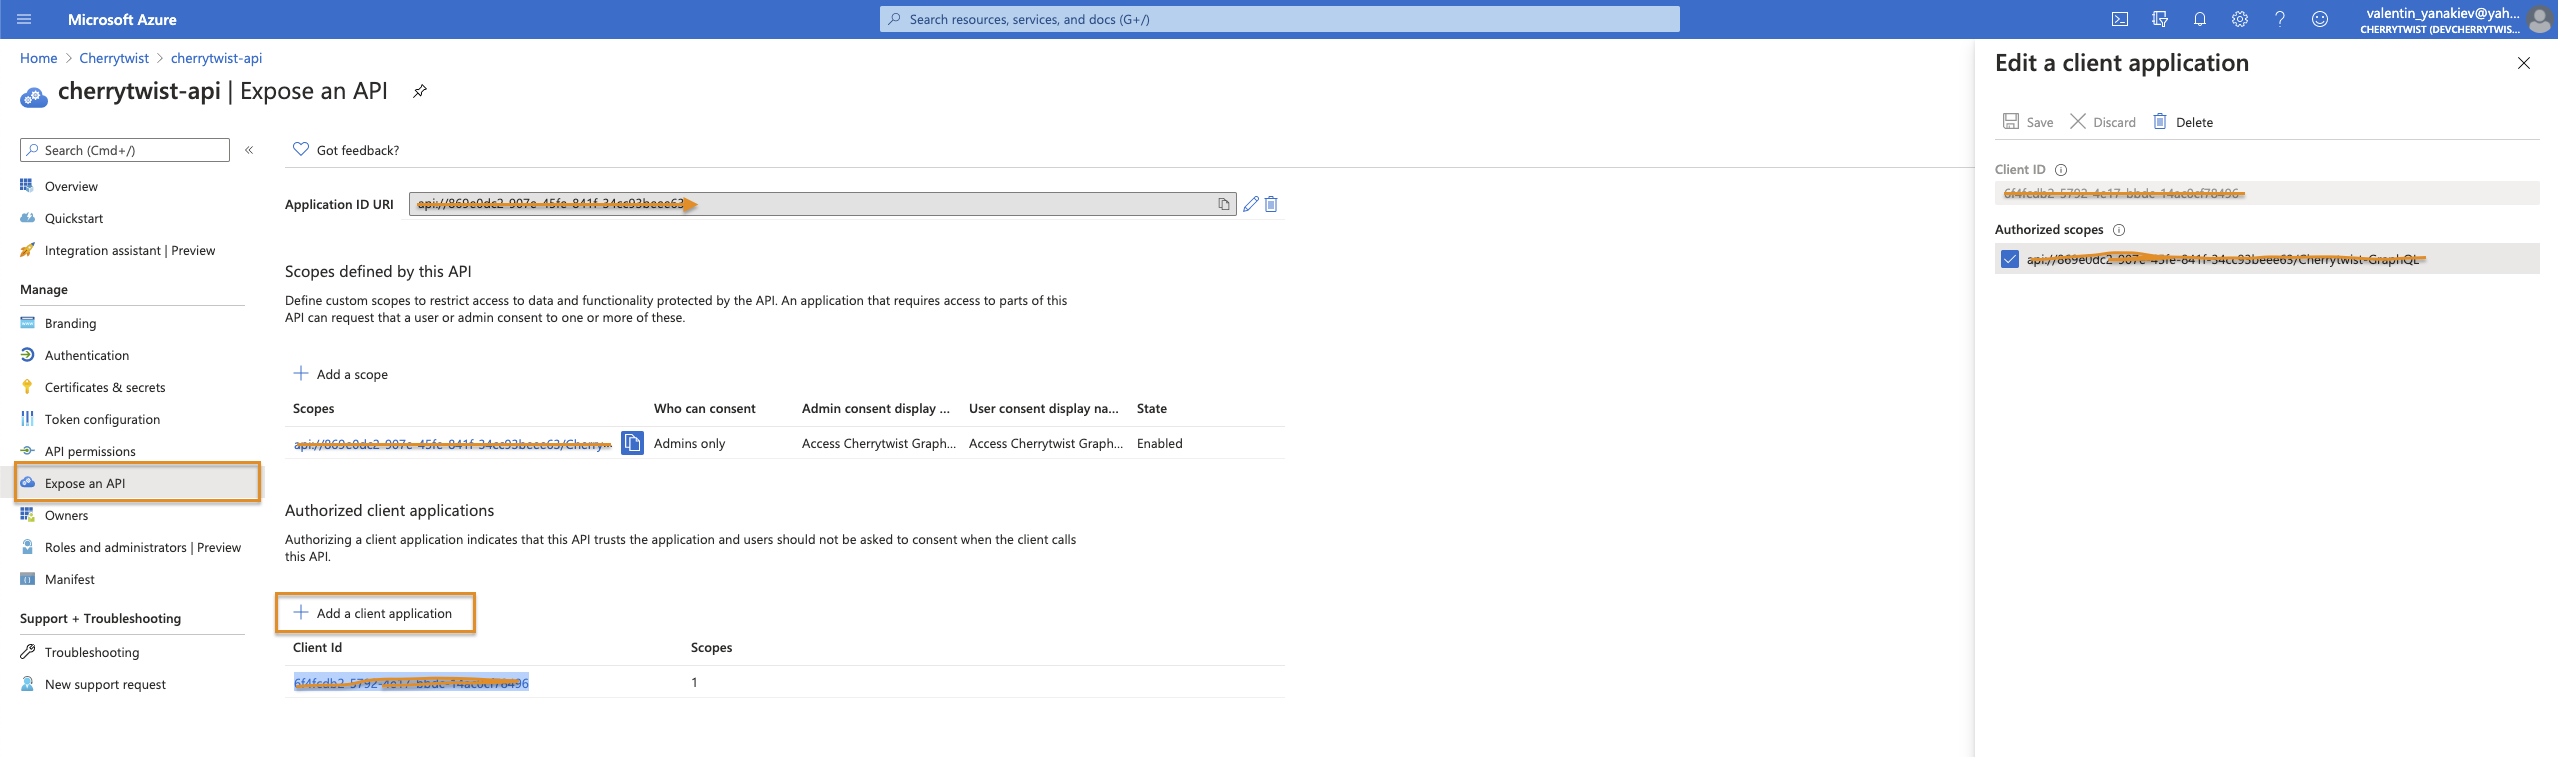 Microsoft Azure
Search resources, services, and docs (G+/)
valentin_yanakiev@yah...
CHERRYTWIST (DEVCHERRYTWIS...
Home > Cherrytwist > cherrytwist-api
cherrytwist-api | Expose an API
Search (Cmd+/)
«
Overview
Quickstart
Integration assistant | Preview
Manage
Branding
Authentication
Certificates & secrets
Token configuration
API permissions
Expose an API
Owners
Roles and administrators | Preview
Manifest
Support + Troubleshooting
Troubleshooting
New support request
Got feedback?
Application ID URI
Scopes defined by this API
Define custom scopes to restrict access to data and functionality protected by the API. An application that requires access to parts of this
API can request that a user or admin consent to one or more of these.
Add a scope
Scopes Who can consent Admin consent display ... User consent display na... State
Admins only Access Cherrytwist Graph... Access Cherrytwist Graph... Enabled
Authorized client applications
Authorizing a client application indicates that this API trusts the application and users should not be asked to consent when the client calls
this API.
Add a client application
Client Id Scopes
1
Edit a client application
Save Discard Delete
Client ID
Authorized scopes